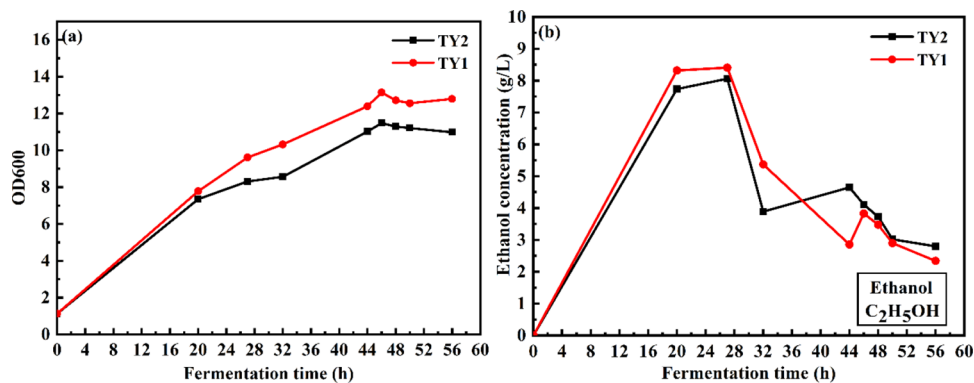 (a)
TY2
TY1
16
14
12
10
8
6
4
2
0
OD600
0 4 8 12 16 20 24 28 32 36 40 44 48 52 56 60
Fermentation time (h)
(b)
TY2
TY1
10
9
8
7
6
5
4
3
2
1
0
Ethanol concentration (g/L)
Ethanol
C₂H₅OH
0 4 8 12 16 20 24 28 32 36 40 44 48 52 56 60
Fermentation time (h)